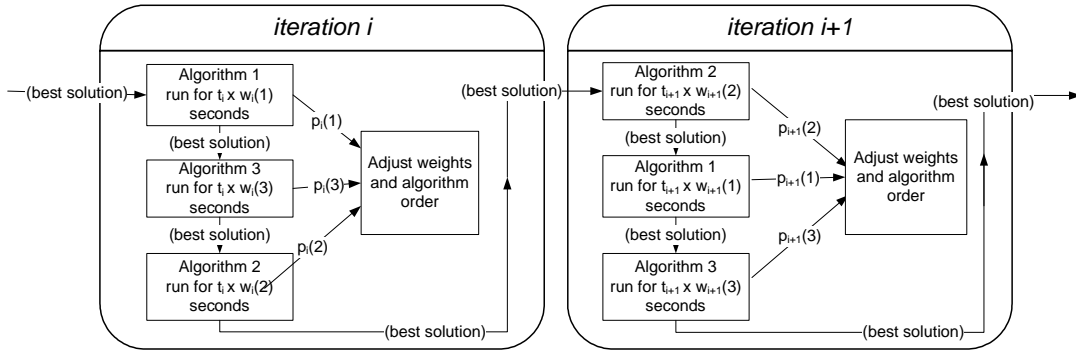 iteration i
(best solution)
Algorithm 1
run for tᵢ x wᵢ(1)
seconds
pᵢ(1)
(best solution)
Algorithm 3
run for tᵢ x wᵢ(3)
seconds
pᵢ(3)
(best solution)
Algorithm 2
run for tᵢ x wᵢ(2)
seconds
pᵢ(2)
Adjust weights
and algorithm
order
(best solution)
(best solution)
iteration i+1
Algorithm 2
run for tᵢ₊₁ x wᵢ₊₁(2)
seconds
pᵢ₊₁(2)
(best solution)
Algorithm 1
run for tᵢ₊₁ x wᵢ₊₁(1)
seconds
pᵢ₊₁(1)
(best solution)
Algorithm 3
run for tᵢ₊₁ x wᵢ₊₁(3)
seconds
pᵢ₊₁(3)
Adjust weights
and algorithm
order
(best solution)
(best solution)